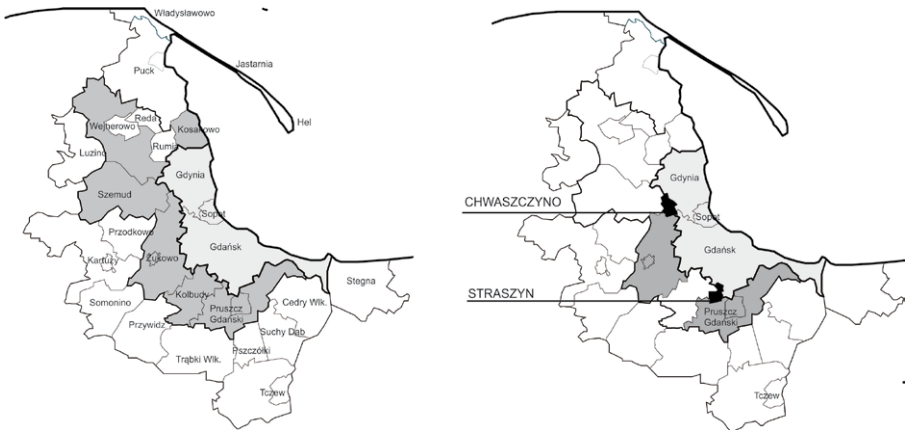 Władysławowo
Jastarnia
Puck
Hel
Reda
Wejherowo
Kosakowo
Rumia
Luzino
Gdynia
Szemud
Sopot
Przodkowo
Gdańsk
Kartuzy
Żukowo
Stegna
Kolbudy
Somonino
Cedry Wlk.
Pruszcz
Gdański
Przywidz
Suchy Dąb
Pszczółki
Trąbki Wlk.
Tczew
Gdynia
CHWASZCZYNO
Sopot
Gdańsk
STRASZYN
Pruszcz
Gdański
Tczew